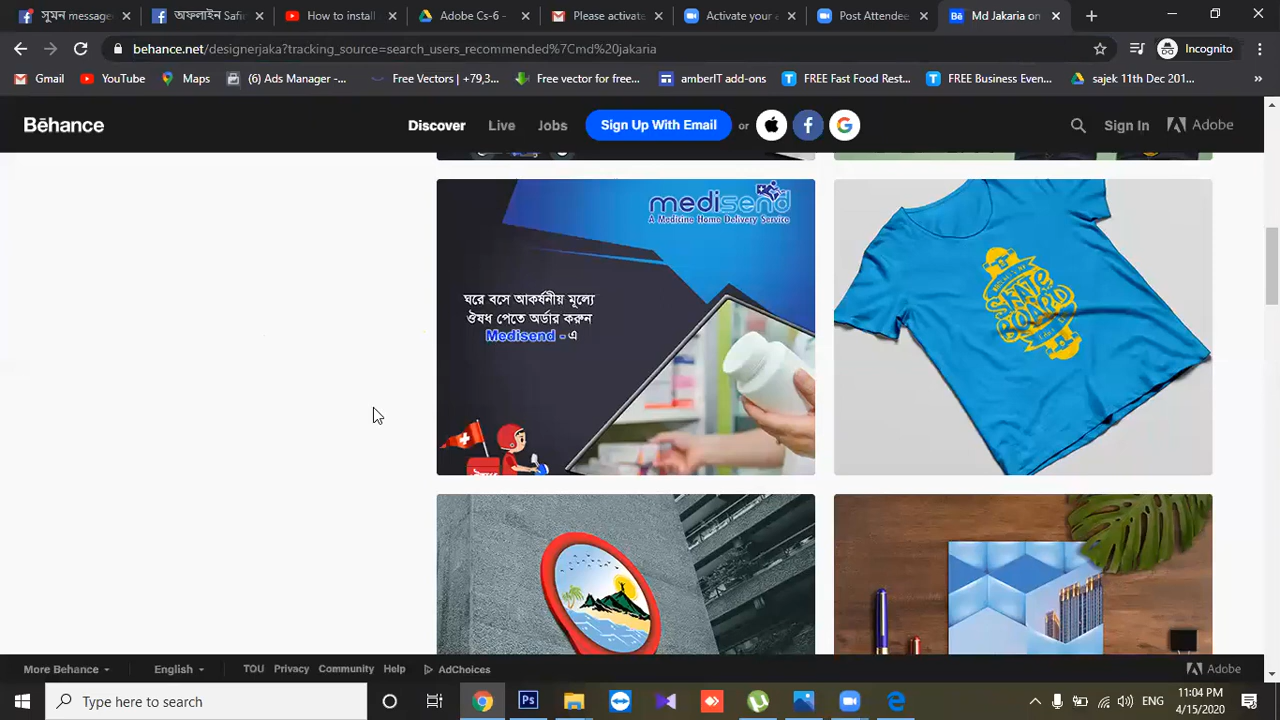 সুমন message
অফলাইন Safin
How to install
Adobe Cs-6 -
Please activate
Activate your a
Post Attendee
Md Jakaria on
behance.net/designerjaka?tracking_source=search_users_recommended%7Cmd%20jakaria
Incognito
Gmail
YouTube
Maps
(6) Ads Manager -...
Free Vectors | +79,3...
Free vector for free...
amberIT add-ons
FREE Fast Food Rest...
FREE Business Even...
sajek 11th Dec 201...
Bēhance
Discover
Live
Jobs
Sign Up With Email
or
Sign In
Adobe
medisend
A Medicine Home Delivery Service
ঘরে বসে আকর্ষনীয় মূল্যে
ঔষধ পেতে অর্ডার করুন
Medisend - এ
SKATE
BOARD
More Behance
English
TOU
Privacy
Community
Help
AdChoices
Adobe
Type here to search
ENG
11:04 PM
4/15/2020